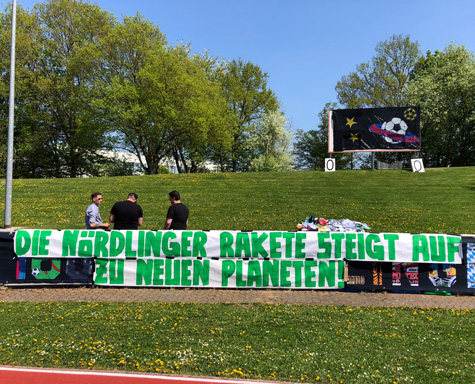 0 0
DIE NÖRDLINGER RAKETE STEIGT AUF
ZU NEUEN PLANETEN!